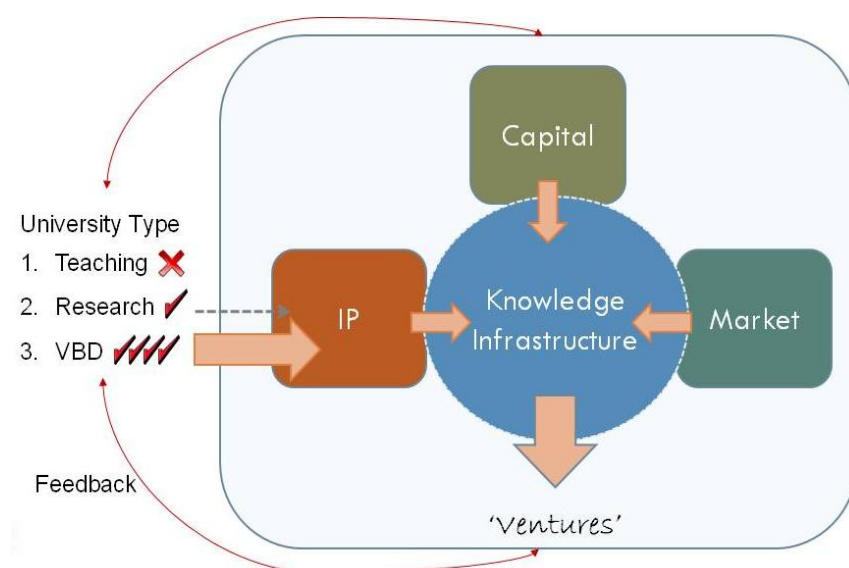 Capital
University Type
1. Teaching
2. Research
3. VBD
IP
Knowledge
Infrastructure
Market
Feedback
'Ventures'